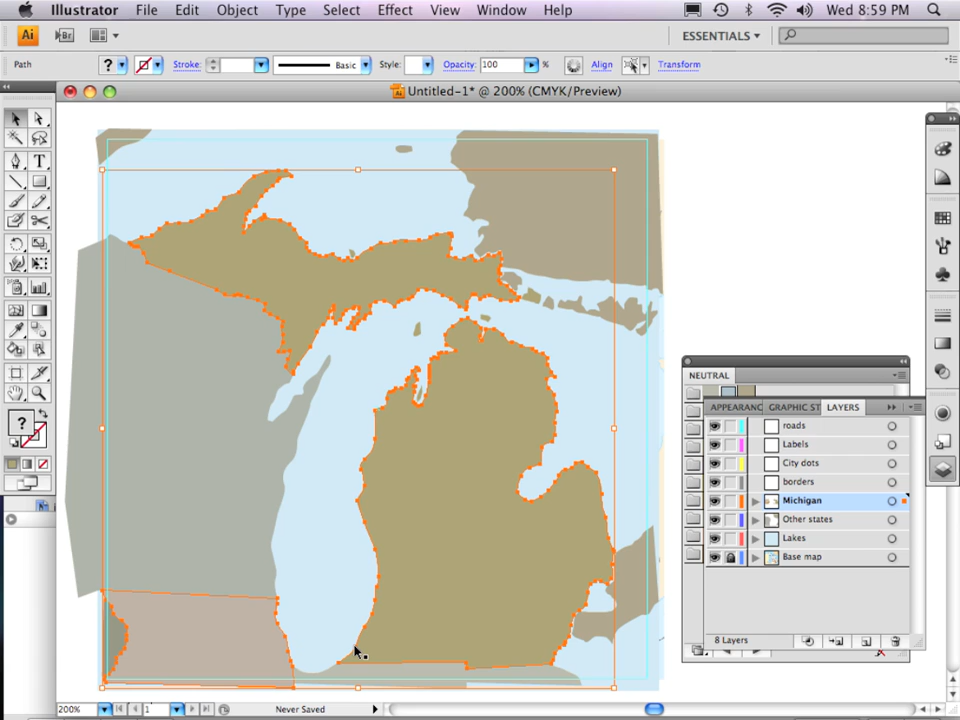 Illustrator File Edit Object Type Select Effect View Window Help Wed 8:59 PM
Ai Br ESSENTIALS
Path ? Stroke: Basic Style: Opacity: 100 % Align Transform
Untitled-1* @ 200% (CMYK/Preview)
T
?
NEUTRAL
APPEARANC GRAPHIC ST LAYERS
roads
Labels
City dots
borders
Michigan
Other states
Lakes
Base map
8 Layers
200% 1 Never Saved